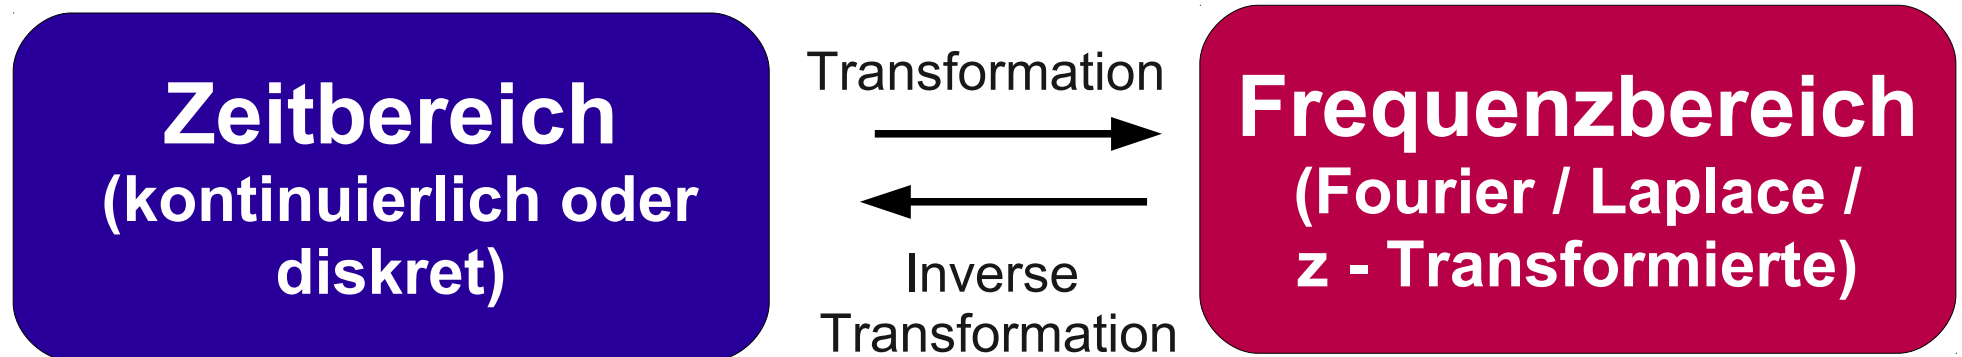 Zeitbereich
(kontinuierlich oder
diskret)
Transformation
Inverse
Transformation
Frequenzbereich
(Fourier / Laplace /
z - Transformierte)